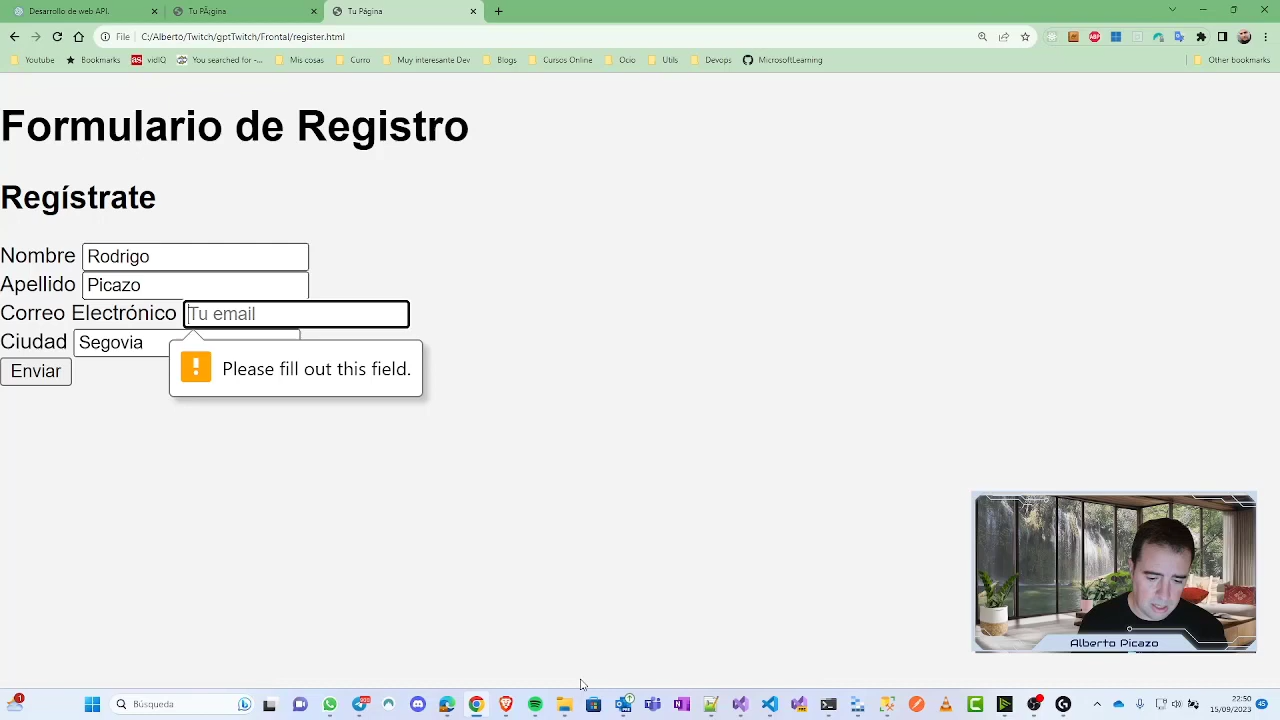 Desarrollo de web API.
Tu PÃ¡gina
Tu Página
File
C:/Alberto/Twitch/gptTwitch/Frontal/register.html
Youtube
Bookmarks
vidIQ
You searched for -...
Mis cosas
Curro
Muy interesante Dev
Blogs
Cursos Online
Ocio
Utils
Devops
MicrosoftLearning
Other bookmarks
Formulario de Registro
Regístrate
Nombre Rodrigo
Apellido Picazo
Correo Electrónico Tu email
Ciudad Segovia
Please fill out this field.
Enviar
Alberto Picazo
Búsqueda
22:50
15/09/2023